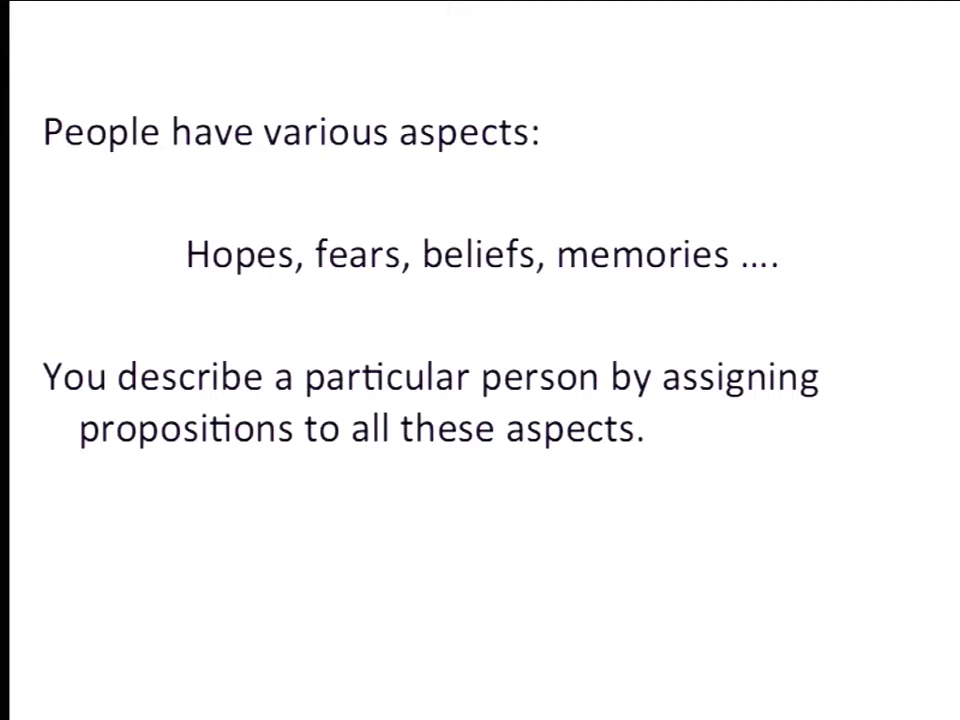 People have various aspects:
Hopes, fears, beliefs, memories ....
You describe a particular person by assigning
propositions to all these aspects.